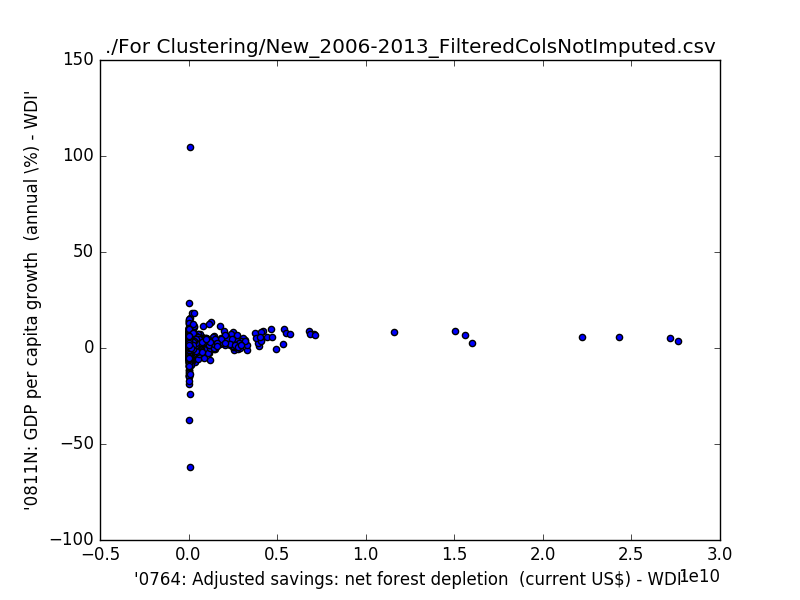 ./For Clustering/New_2006-2013_FilteredColsNotImputed.csv
150
100
50
0
−50
−100
'0811N: GDP per capita growth  (annual \%) - WDI'
−0.5 0.0 0.5 1.0 1.5 2.0 2.5 3.0
1e10
'0764: Adjusted savings: net forest depletion  (current US$) - WDI'